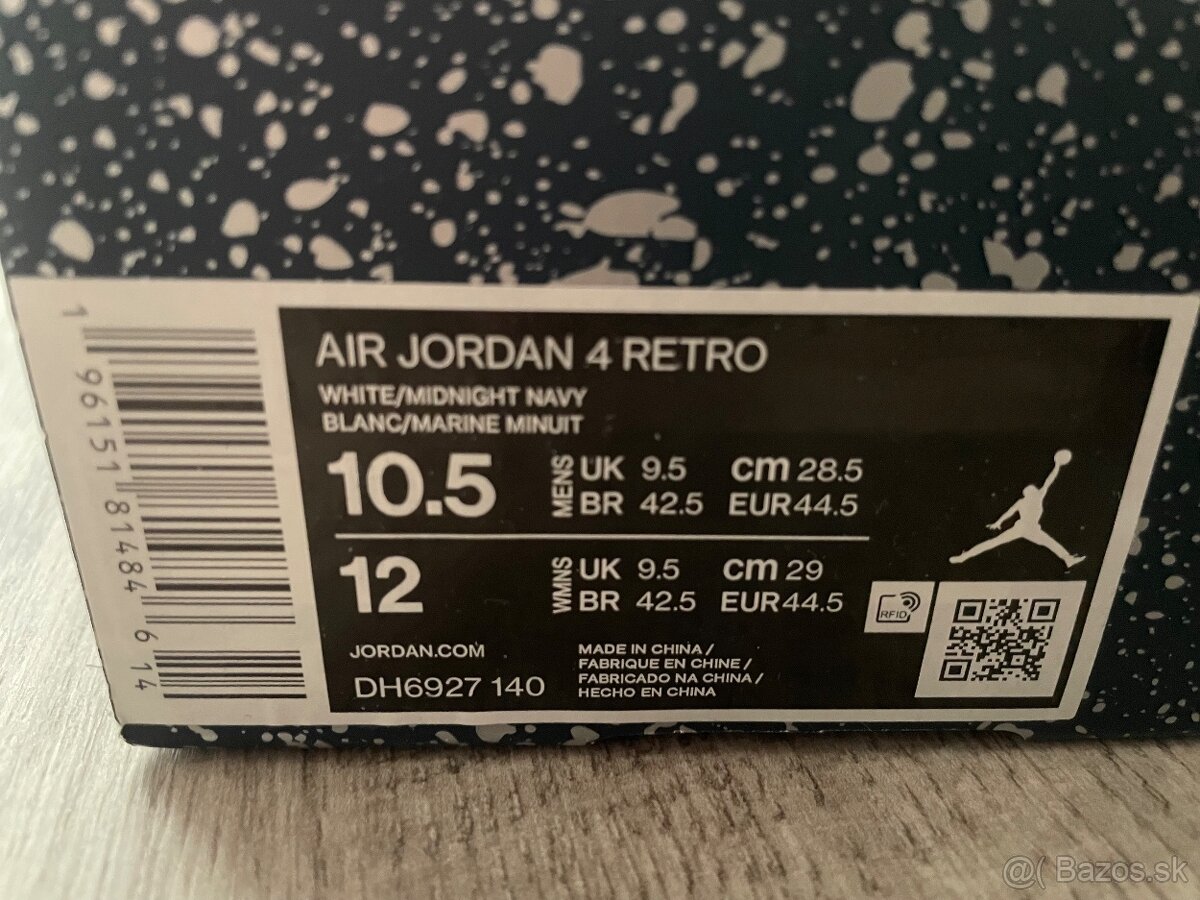 1 96151 81484 6 14
AIR JORDAN 4 RETRO
WHITE/MIDNIGHT NAVY
BLANC/MARINE MINUIT
10.5 MENS UK 9.5 cm 28.5
BR 42.5 EUR 44.5
12 WMNS UK 9.5 cm 29
BR 42.5 EUR 44.5
RFID
JORDAN.COM
DH6927 140
MADE IN CHINA /
FABRIQUE EN CHINE /
FABRICADO NA CHINA /
HECHO EN CHINA
@( Bazos.sk